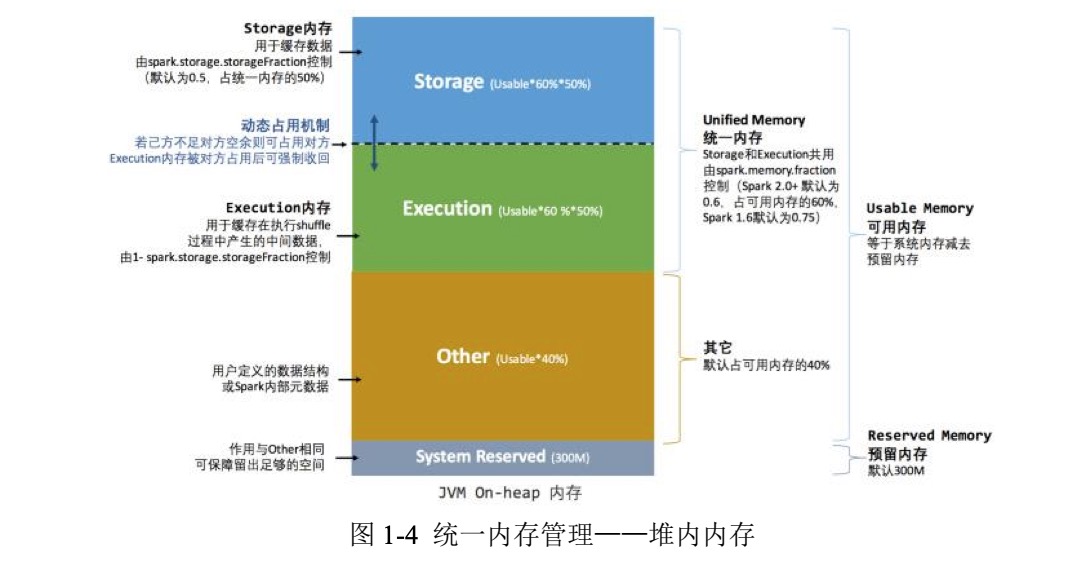 Storage内存
用于缓存数据
由spark.storage.storageFraction控制
（默认为0.5，占统一内存的50%）
动态占用机制
若己方不足对方空余则可占用对方
Execution内存被对方占用后可强制收回
Execution内存
用于缓存在执行shuffle
过程中产生的中间数据，
由1- spark.storage.storageFraction控制
用户定义的数据结构
或Spark内部元数据
作用与Other相同
可保障留出足够的空间
Storage (Usable*60%*50%)
Execution (Usable*60 %*50%)
Other (Usable*40%)
System Reserved (300M)
JVM On-heap 内存
Unified Memory
统一内存
Storage和Execution共用
由spark.memory.fraction
控制（Spark 2.0+ 默认为
0.6，占可用内存的60%，
Spark 1.6默认为0.75）
其它
默认占可用内存的40%
Usable Memory
可用内存
等于系统内存减去
预留内存
Reserved Memory
预留内存
默认300M
图 1-4 统一内存管理——堆内内存